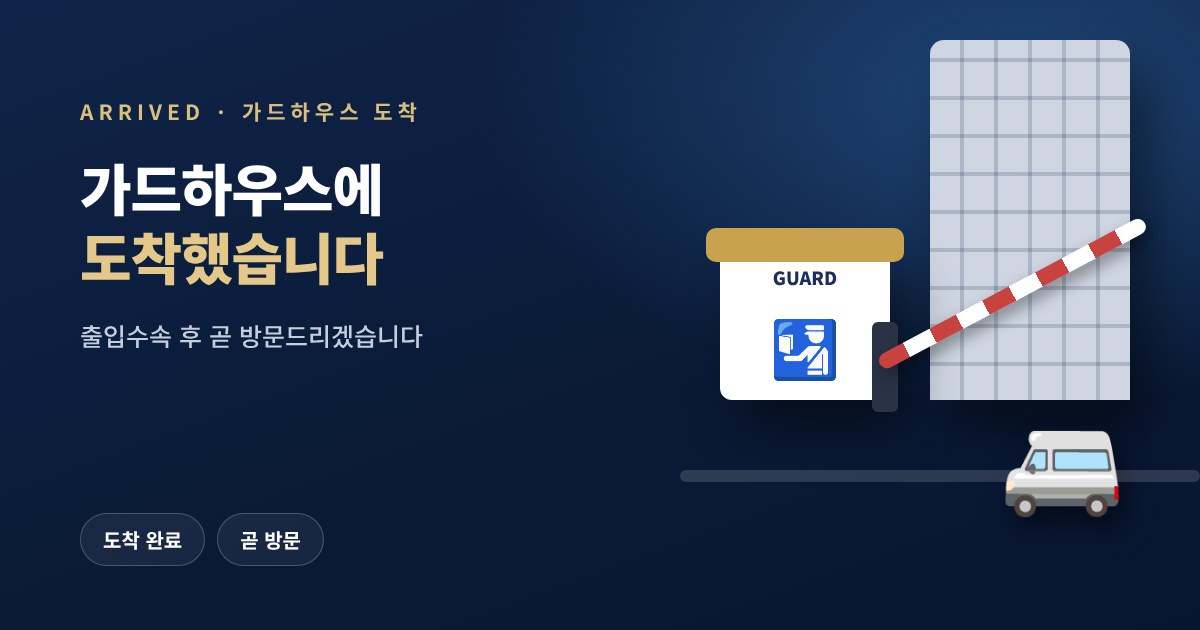 ARRIVED · 가드하우스 도착
가드하우스에
도착했습니다
출입수속 후 곧 방문드리겠습니다
GUARD
도착 완료
곧 방문